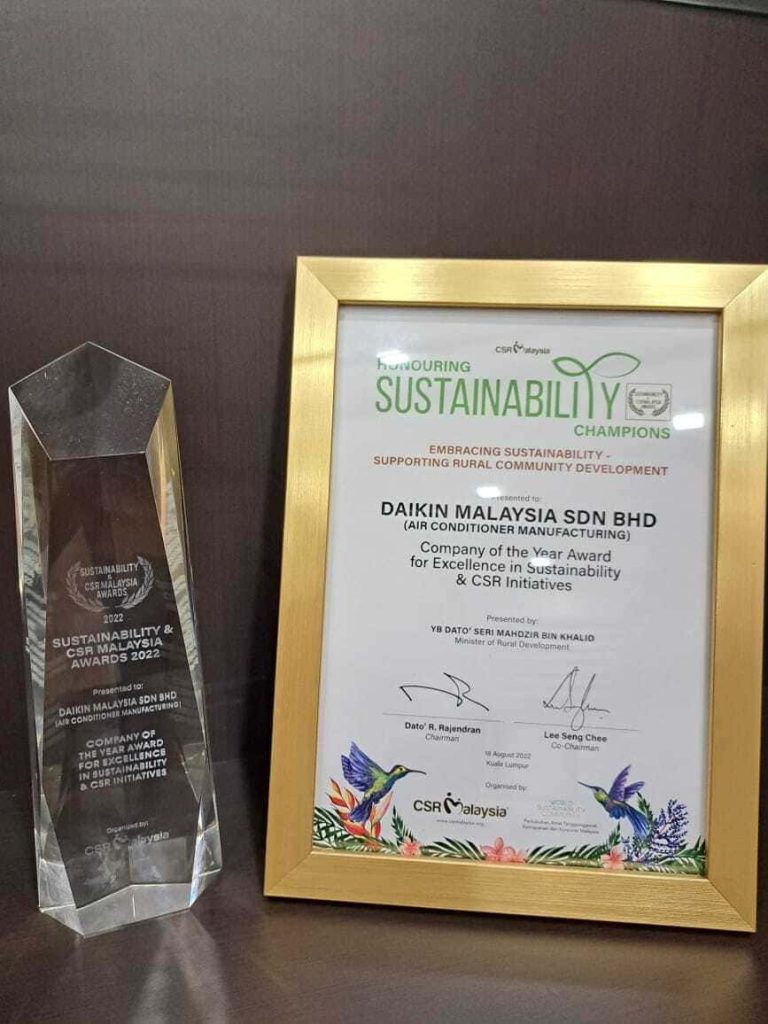 SUSTAINABILITY
&
CSR MALAYSIA
AWARDS
2022
SUSTAINABILITY &
CSR MALAYSIA
AWARDS 2022
Presented to:
DAIKIN MALAYSIA SDN BHD
(AIR CONDITIONER MANUFACTURING)
COMPANY OF
THE YEAR AWARD
FOR EXCELLENCE
IN SUSTAINABILITY
& CSR INITIATIVES
Organized by:
CSR Malaysia
CSR Malaysia
HONOURING
SUSTAINABILITY
CHAMPIONS
EMBRACING SUSTAINABILITY -
SUPPORTING RURAL COMMUNITY DEVELOPMENT
Presented to:
DAIKIN MALAYSIA SDN BHD
(AIR CONDITIONER MANUFACTURING)
Company of the Year Award
for Excellence in Sustainability
& CSR Initiatives
Presented by:
YB DATO' SERI MAHDZIR BIN KHALID
Minister of Rural Development
Dato' R. Rajendran
Chairman
Lee Seng Chee
Co-Chairman
18 August 2022
Kuala Lumpur
Organised by:
CSR Malaysia
WORLD
SUSTAINABILITY